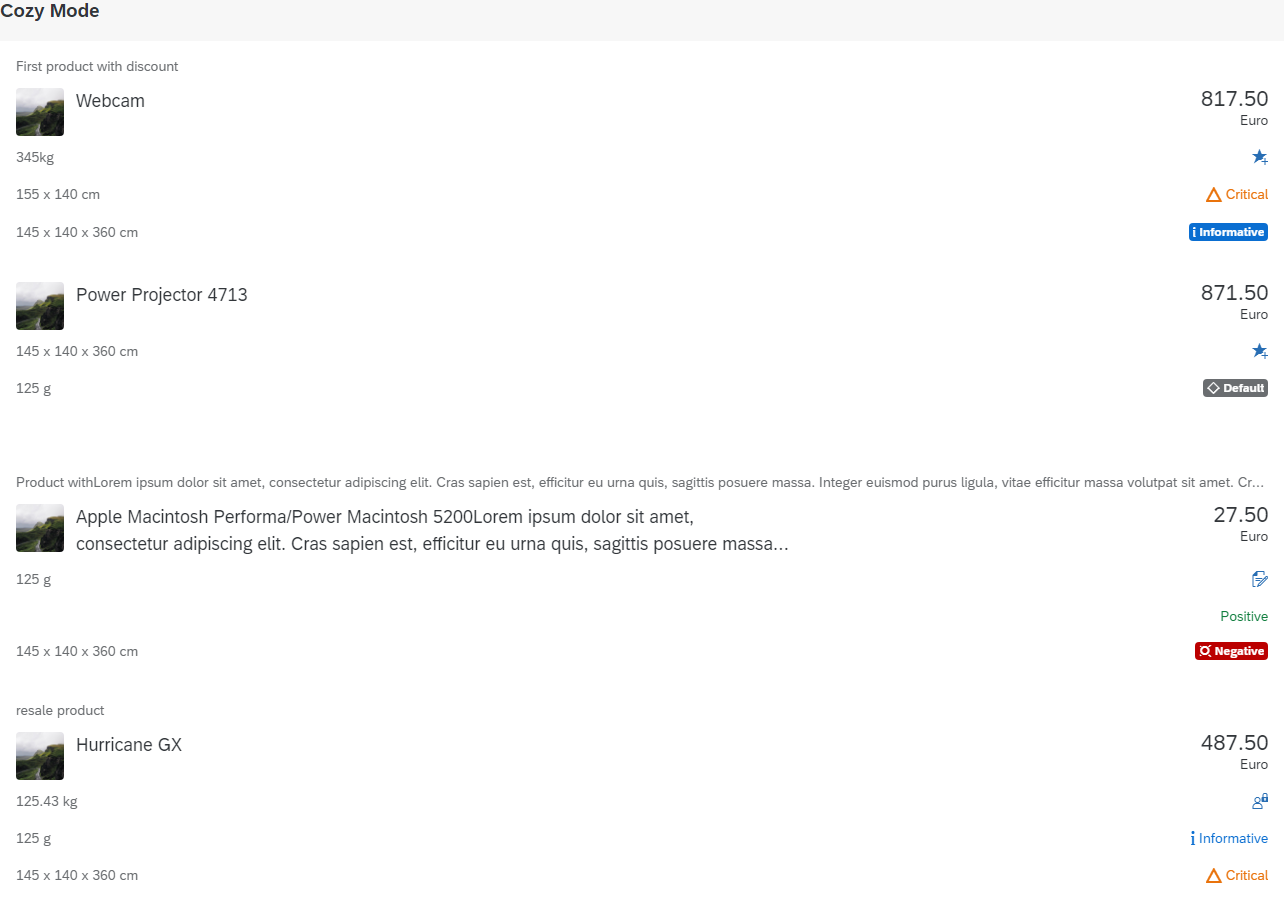 Cozy Mode
First product with discount
Webcam
817.50
Euro
345kg
155 x 140 cm
Critical
145 x 140 x 360 cm
Informative
Power Projector 4713
871.50
Euro
145 x 140 x 360 cm
125 g
Default
Product withLorem ipsum dolor sit amet, consectetur adipiscing elit. Cras sapien est, efficitur eu urna quis, sagittis posuere massa. Integer euismod purus ligula, vitae efficitur massa volutpat sit amet. Cr...
Apple Macintosh Performa/Power Macintosh 5200Lorem ipsum dolor sit amet,
consectetur adipiscing elit. Cras sapien est, efficitur eu urna quis, sagittis posuere massa...
27.50
Euro
125 g
Positive
145 x 140 x 360 cm
Negative
resale product
Hurricane GX
487.50
Euro
125.43 kg
125 g
Informative
145 x 140 x 360 cm
Critical